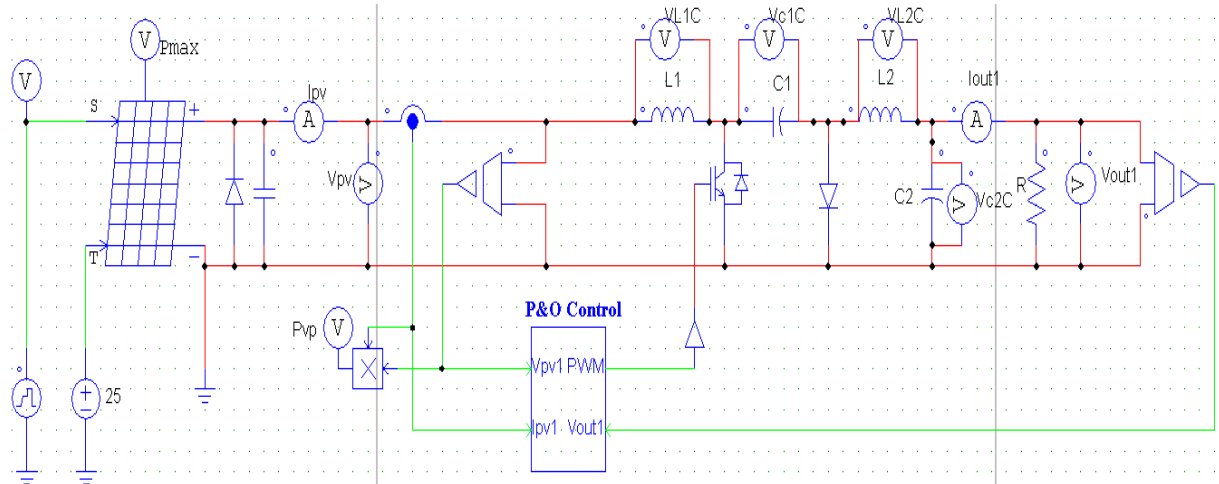 VL1C Vc1C VL2C
V V V
V Pmax
V
L1 C1 L2
Ipv Iout1
S +
A A
Vpv V
C2 V Vc2C R V Vout1
T -
P&O Control
Pvp V
X
Vpv1 PWM
25
Ipv1 Vout1